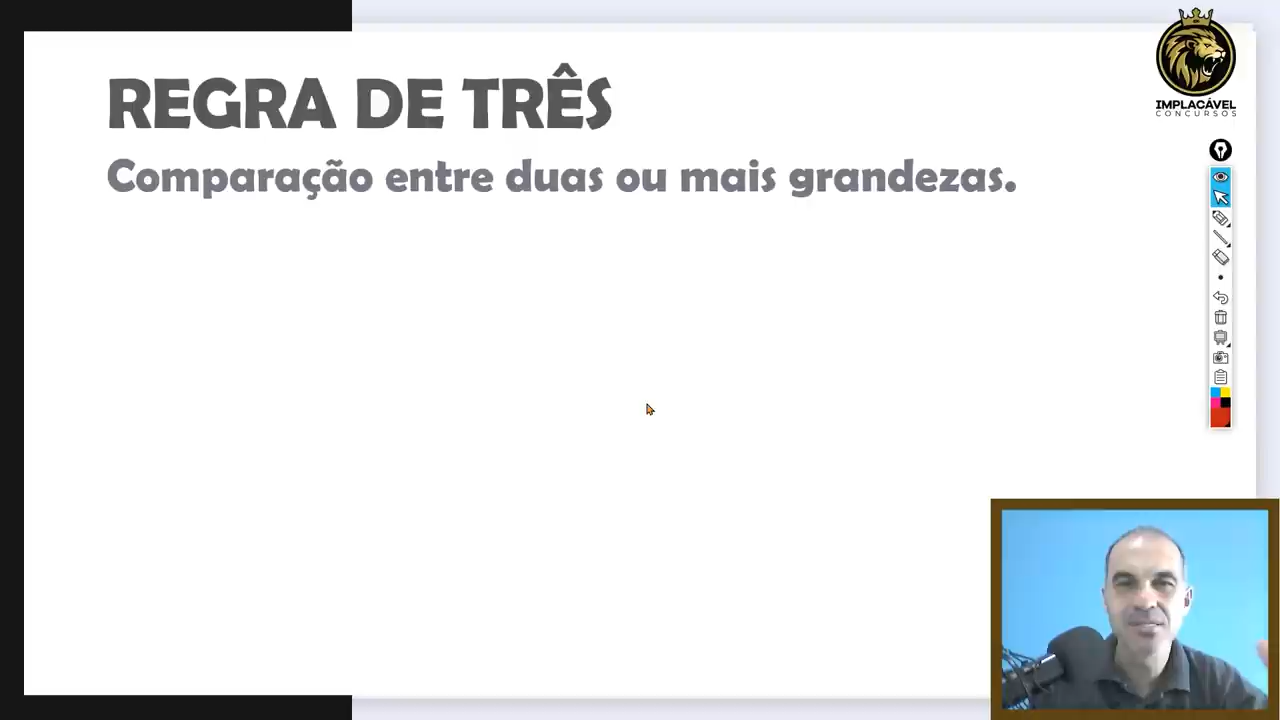 REGRA DE TRÊS
Comparação entre duas ou mais grandezas.
IMPLACÁVEL
CONCURSOS